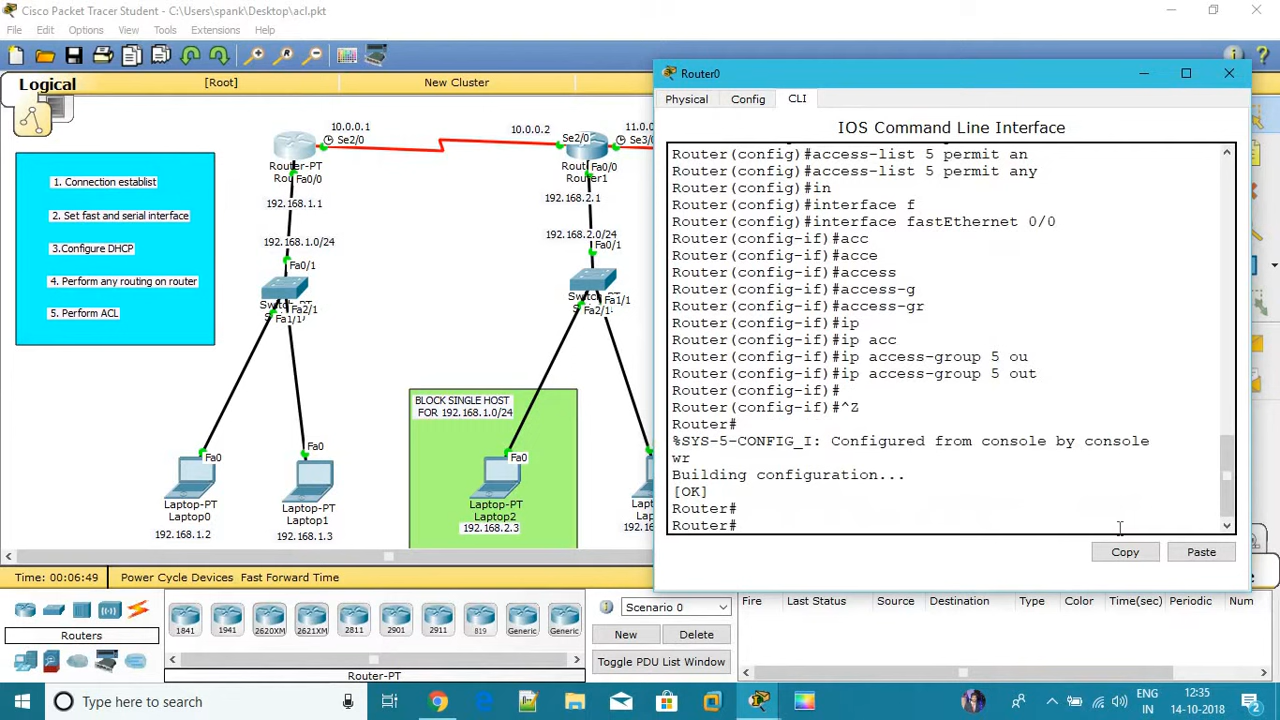 Cisco Packet Tracer Student - C:\Users\spank\Desktop\acl.pkt
File Edit Options View Tools Extensions Help
Logical
[Root]
New Cluster
1. Connection establist
2. Set fast and serial interface
3.Configure DHCP
4. Perform any routing on router
5. Perform ACL
10.0.0.1
Se2/0
10.0.0.2
Se2/0
11.0.0
Se3/0
Router-PT
Fa0/0
192.168.1.1
192.168.1.0/24
Fa0/1
Fa2/1
Fa1/1
Fa0
Fa0
Laptop-PT
Laptop0
192.168.1.2
Laptop-PT
Laptop1
192.168.1.3
Fa0/0
Router1
192.168.2.1
192.168.2.0/24
Fa0/1
Fa1/1
Fa2/1
BLOCK SINGLE HOST
FOR 192.168.1.0/24
Fa0
Laptop-PT
Laptop2
192.168.2.3
Router0
Physical Config CLI
IOS Command Line Interface
Router(config)#access-list 5 permit an
Router(config)#access-list 5 permit any
Router(config)#in
Router(config)#interface f
Router(config)#interface fastEthernet 0/0
Router(config-if)#acc
Router(config-if)#acce
Router(config-if)#access
Router(config-if)#access-g
Router(config-if)#access-gr
Router(config-if)#ip
Router(config-if)#ip acc
Router(config-if)#ip access-group 5 ou
Router(config-if)#ip access-group 5 out
Router(config-if)#
Router(config-if)#^Z
Router#
%SYS-5-CONFIG_I: Configured from console by console
wr
Building configuration...
[OK]
Router#
Router#
Copy Paste
Time: 00:06:49 Power Cycle Devices Fast Forward Time
Routers
1841 1941 2620XM 2621XM 2811 2901 2911 819 Generic Generic
Router-PT
Scenario 0
New Delete
Toggle PDU List Window
Fire Last Status Source Destination Type Color Time(sec) Periodic Num
Type here to search
ENG
IN
12:35
14-10-2018
2